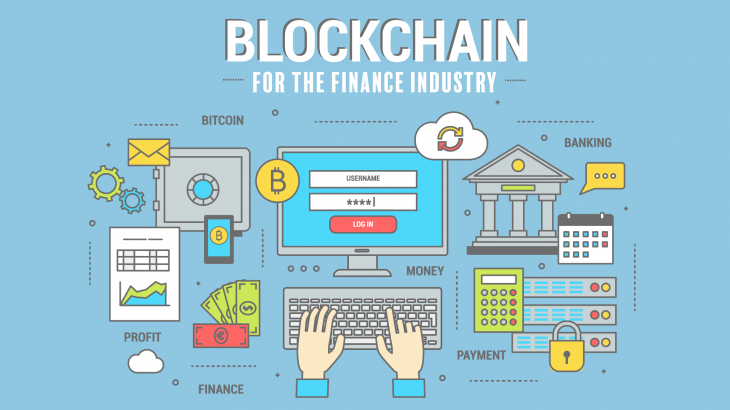 BLOCKCHAIN
FOR THE FINANCE INDUSTRY
BITCOIN
BANKING
USERNAME
****|
LOG IN
MONEY
PROFIT
PAYMENT
FINANCE